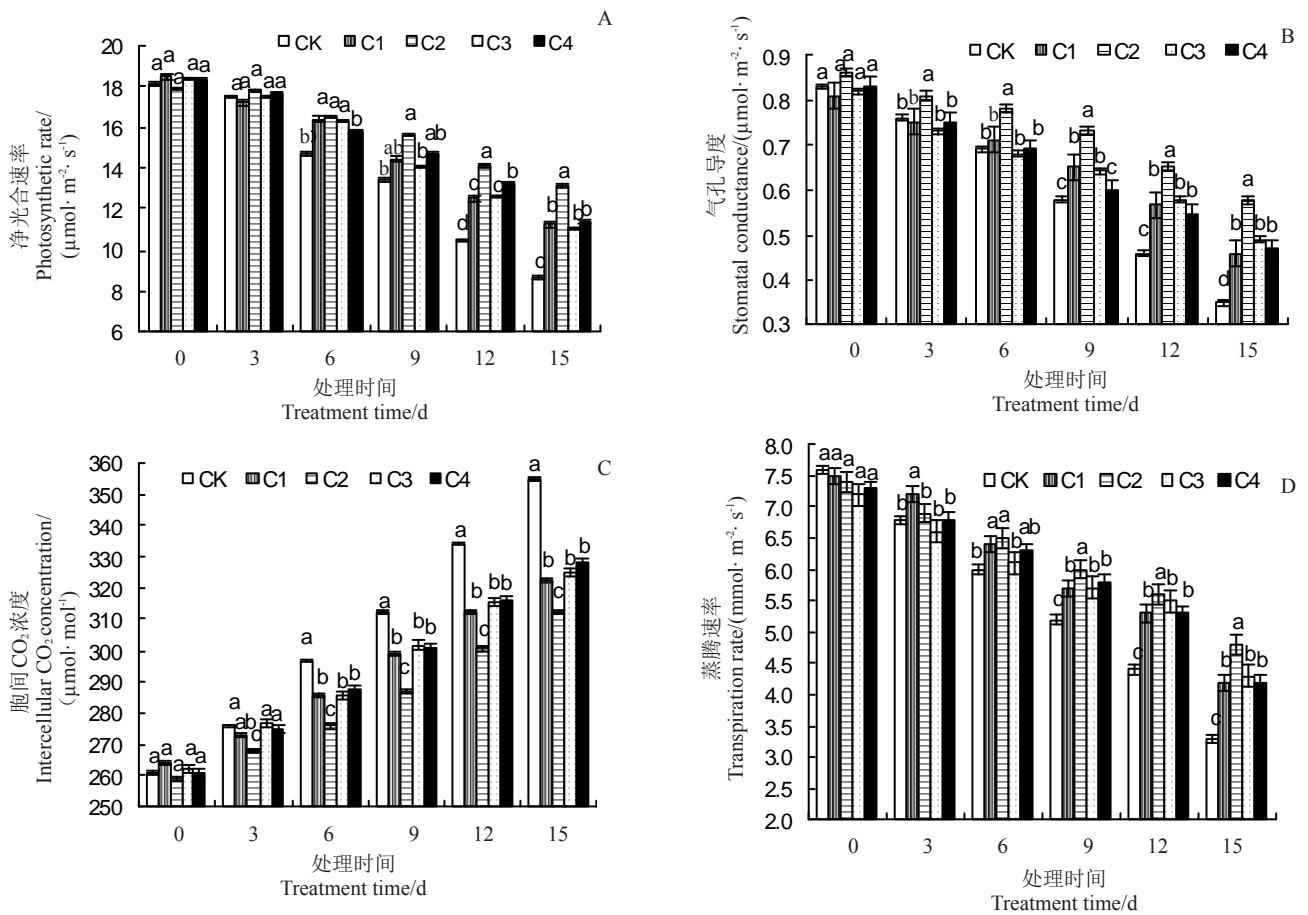 A
CK C1 C2 C3 C4
净光合速率
Photosynthetic rate/
(μmol· m⁻²· s⁻¹)
20
18
16
14
12
10
8
6
a a a a a
a a a a a
b a a a b
b ab a b ab
d c a c b
c b a b b
0 3 6 9 12 15
处理时间
Treatment time/d
B
CK C1 C2 C3 C4
气孔导度
Stomatal conductance/(μmol· m⁻²· s⁻¹)
0.9
0.8
0.7
0.6
0.5
0.4
0.3
a a a a a
b b a b b
b b a b b
c b a b c
c b a b b
d b a b b
0 3 6 9 12 15
处理时间
Treatment time/d
C
CK C1 C2 C3 C4
胞间 CO₂浓度
Intercellular CO₂ concentration/
(μmol· mol⁻¹)
360
350
340
330
320
310
300
290
280
270
260
250
a a a a a
a a b c a a
a b c b b
a b c b b
a b c b b
a b c b b
0 3 6 9 12 15
处理时间
Treatment time/d
D
CK C1 C2 C3 C4
蒸腾速率
Transpiration rate/(mmol· m⁻²· s⁻¹)
8.0
7.5
7.0
6.5
6.0
5.5
5.0
4.5
4.0
3.5
3.0
2.5
2.0
a a a a a
b a b b b
b a a b ab
c b a b b
c b a b b
c b a b b
0 3 6 9 12 15
处理时间
Treatment time/d